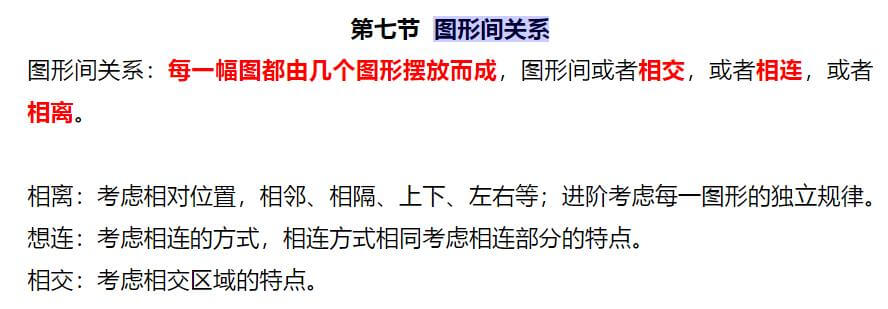 第七节 图形间关系
图形间关系：每一幅图都由几个图形摆放而成，图形间或者相交，或者相连，或者
相离。
相离：考虑相对位置，相邻、相隔、上下、左右等；进阶考虑每一图形的独立规律。
想连：考虑相连的方式，相连方式相同考虑相连部分的特点。
相交：考虑相交区域的特点。